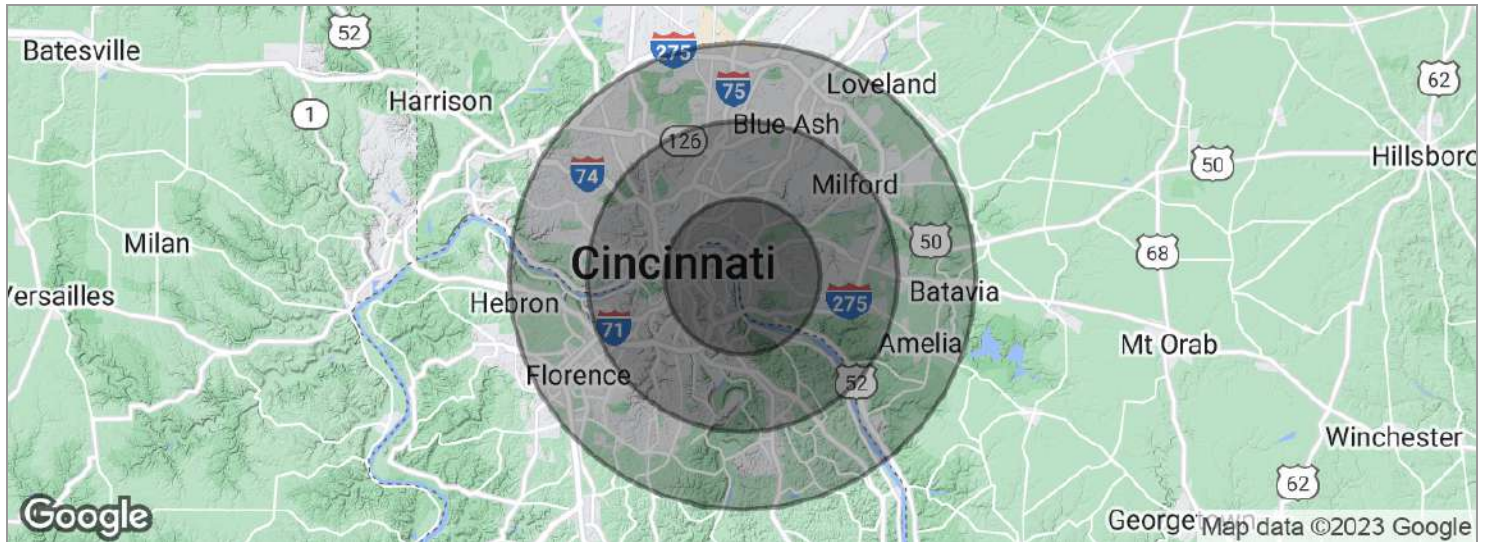 52
275
62
Batesville
75
Loveland
Harrison
1
Blue Ash
126
50
Hillsboro
74
Milford
Milan
50
68
Cincinnati
Versailles
Hebron
275
Batavia
71
Amelia
Mt Orab
Florence
52
Winchester
62
Google
Georgetown
Map data ©2023 Google